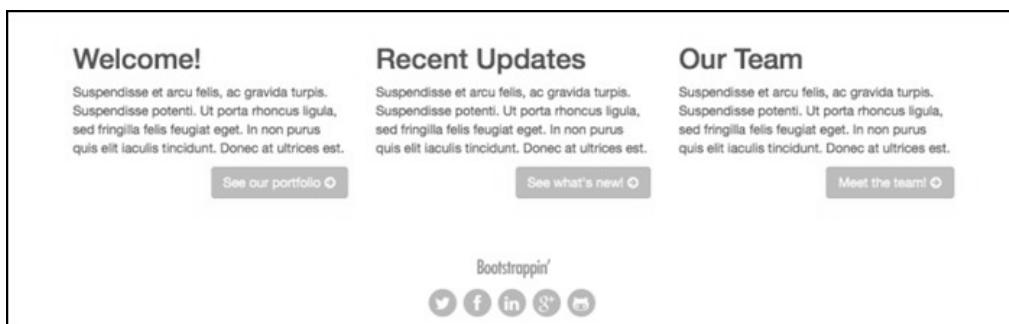 Welcome!
Suspendisse et arcu felis, ac gravida turpis.
Suspendisse potenti. Ut porta rhoncus ligula,
sed fringilla felis feugiat eget. In non purus
quis elit iaculis tincidunt. Donec at ultrices est.
See our portfolio
Recent Updates
Suspendisse et arcu felis, ac gravida turpis.
Suspendisse potenti. Ut porta rhoncus ligula,
sed fringilla felis feugiat eget. In non purus
quis elit iaculis tincidunt. Donec at ultrices est.
See what's new!
Our Team
Suspendisse et arcu felis, ac gravida turpis.
Suspendisse potenti. Ut porta rhoncus ligula,
sed fringilla felis feugiat eget. In non purus
quis elit iaculis tincidunt. Donec at ultrices est.
Meet the team!
Bootstrappin'